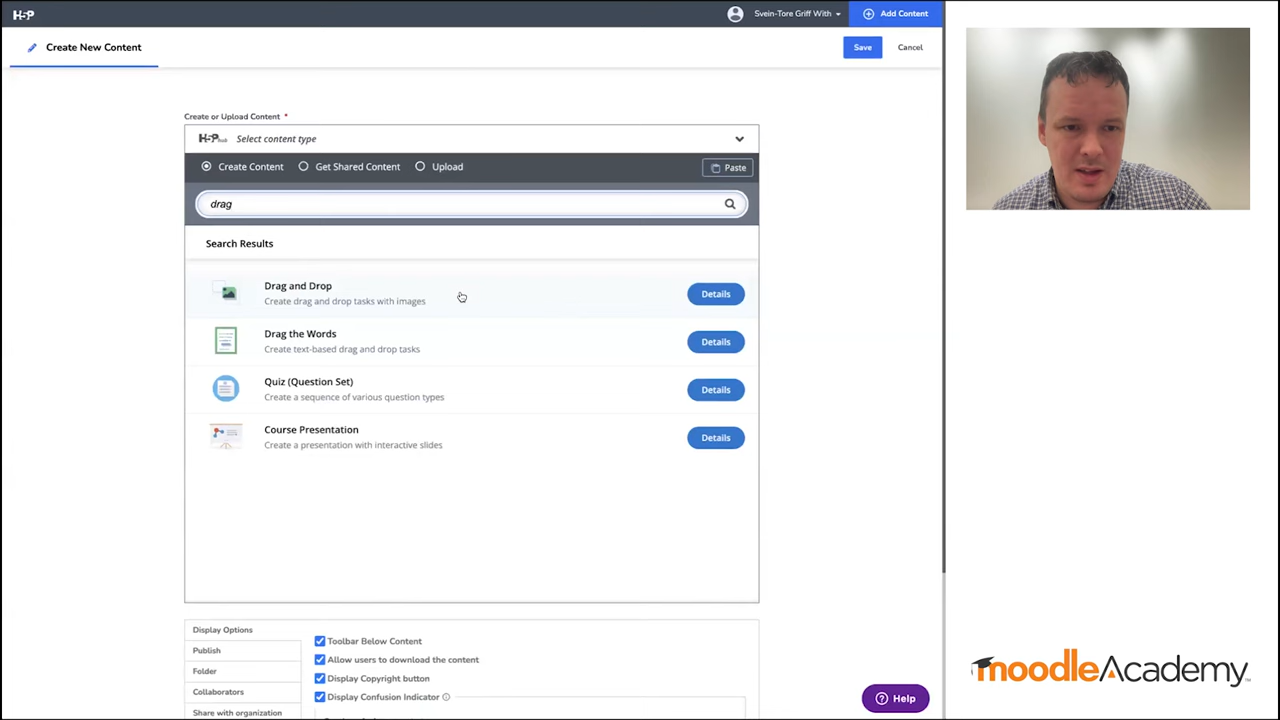 H5P
Svein-Tore Griff With
Add Content
Create New Content
Save
Cancel
Create or Upload Content *
H5P hub Select content type
Create Content
Get Shared Content
Upload
Paste
drag
Search Results
Drag and Drop
Create drag and drop tasks with images
Details
Drag the Words
Create text-based drag and drop tasks
Details
Quiz (Question Set)
Create a sequence of various question types
Details
Course Presentation
Create a presentation with interactive slides
Details
Display Options
Publish
Folder
Collaborators
Share with organization
Toolbar Below Content
Allow users to download the content
Display Copyright button
Display Confusion Indicator
Help
moodleAcademy™